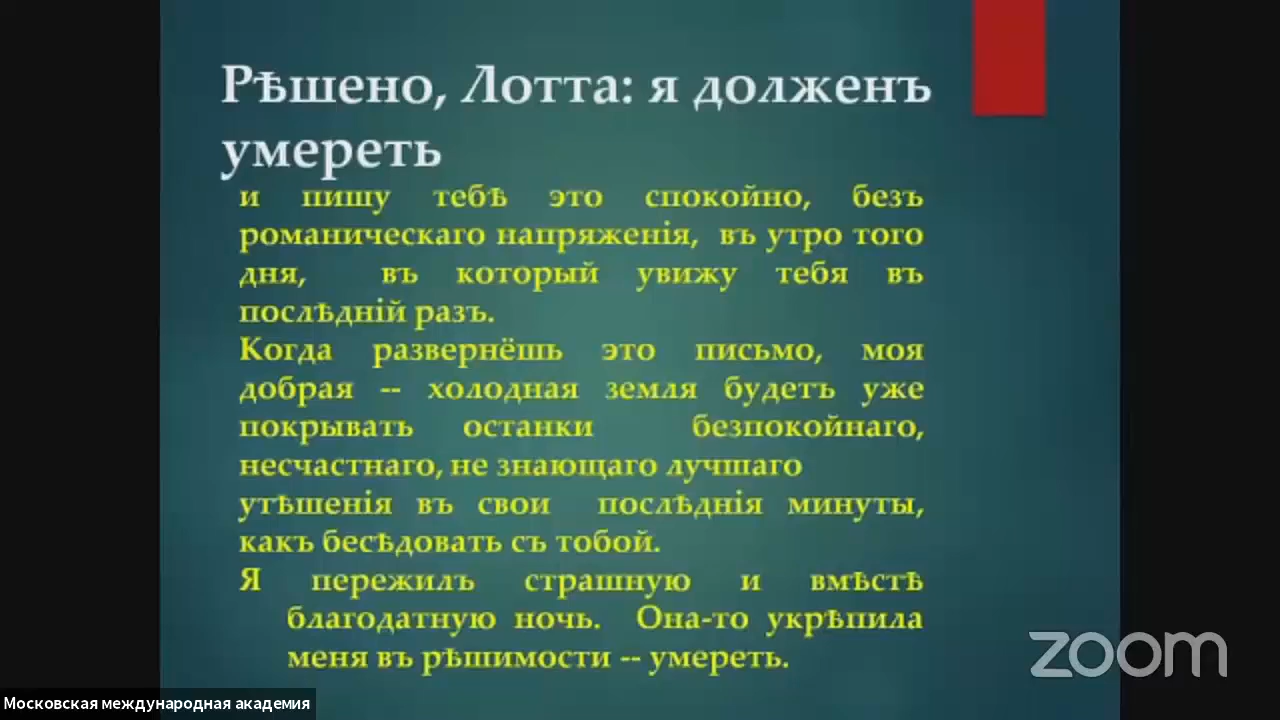 Рѣшено, Лотта: я долженъ
умереть
и пишу тебѣ это спокойно, безъ
романическаго напряженія, въ утро того
дня, въ который увижу тебя въ
послѣдній разъ.
Когда развернёшь это письмо, моя
добрая -- холодная земля будетъ уже
покрывать останки безпокойнаго,
несчастнаго, не знающаго лучшаго
утѣшенія въ свои послѣднія минуты,
какъ бесѣдовать съ тобой.
Я пережилъ страшную и вмѣстѣ
благодатную ночь. Она-то укрѣпила
меня въ рѣшимости -- умереть.
zoom
Московская международная академия